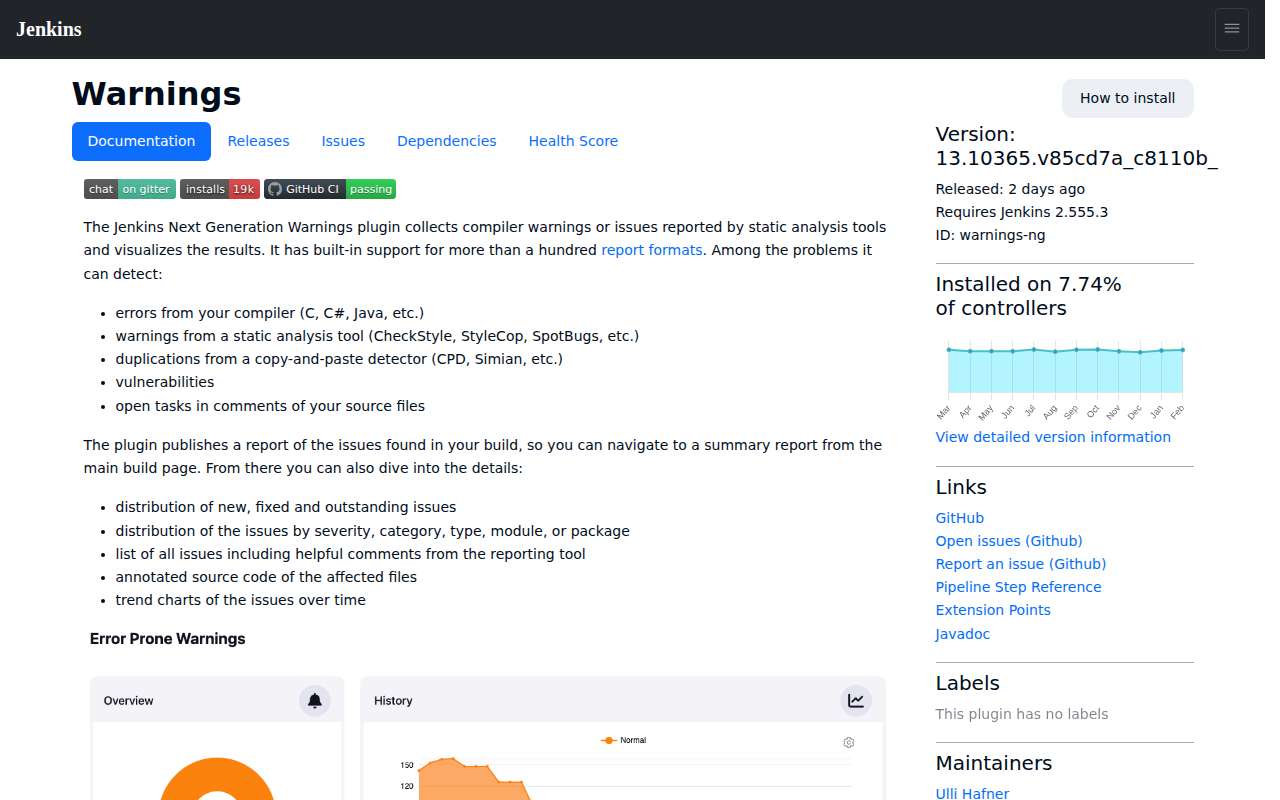 Jenkins
Warnings
How to install
Documentation
Releases
Issues
Dependencies
Health Score
chat on gitter
installs 19k
GitHub CI passing
The Jenkins Next Generation Warnings plugin collects compiler warnings or issues reported by static analysis tools
and visualizes the results. It has built-in support for more than a hundred report formats. Among the problems it
can detect:
errors from your compiler (C, C#, Java, etc.)
warnings from a static analysis tool (CheckStyle, StyleCop, SpotBugs, etc.)
duplications from a copy-and-paste detector (CPD, Simian, etc.)
vulnerabilities
open tasks in comments of your source files
The plugin publishes a report of the issues found in your build, so you can navigate to a summary report from the
main build page. From there you can also dive into the details:
distribution of new, fixed and outstanding issues
distribution of the issues by severity, category, type, module, or package
list of all issues including helpful comments from the reporting tool
annotated source code of the affected files
trend charts of the issues over time
Error Prone Warnings
Overview
History
Normal
150
120
Version:
13.10365.v85cd7a_c8110b_
Released: 2 days ago
Requires Jenkins 2.555.3
ID: warnings-ng
Installed on 7.74%
of controllers
Mar
Apr
May
Jun
Jul
Aug
Sep
Oct
Nov
Dec
Jan
Feb
View detailed version information
Links
GitHub
Open issues (Github)
Report an issue (Github)
Pipeline Step Reference
Extension Points
Javadoc
Labels
This plugin has no labels
Maintainers
Ulli Hafner